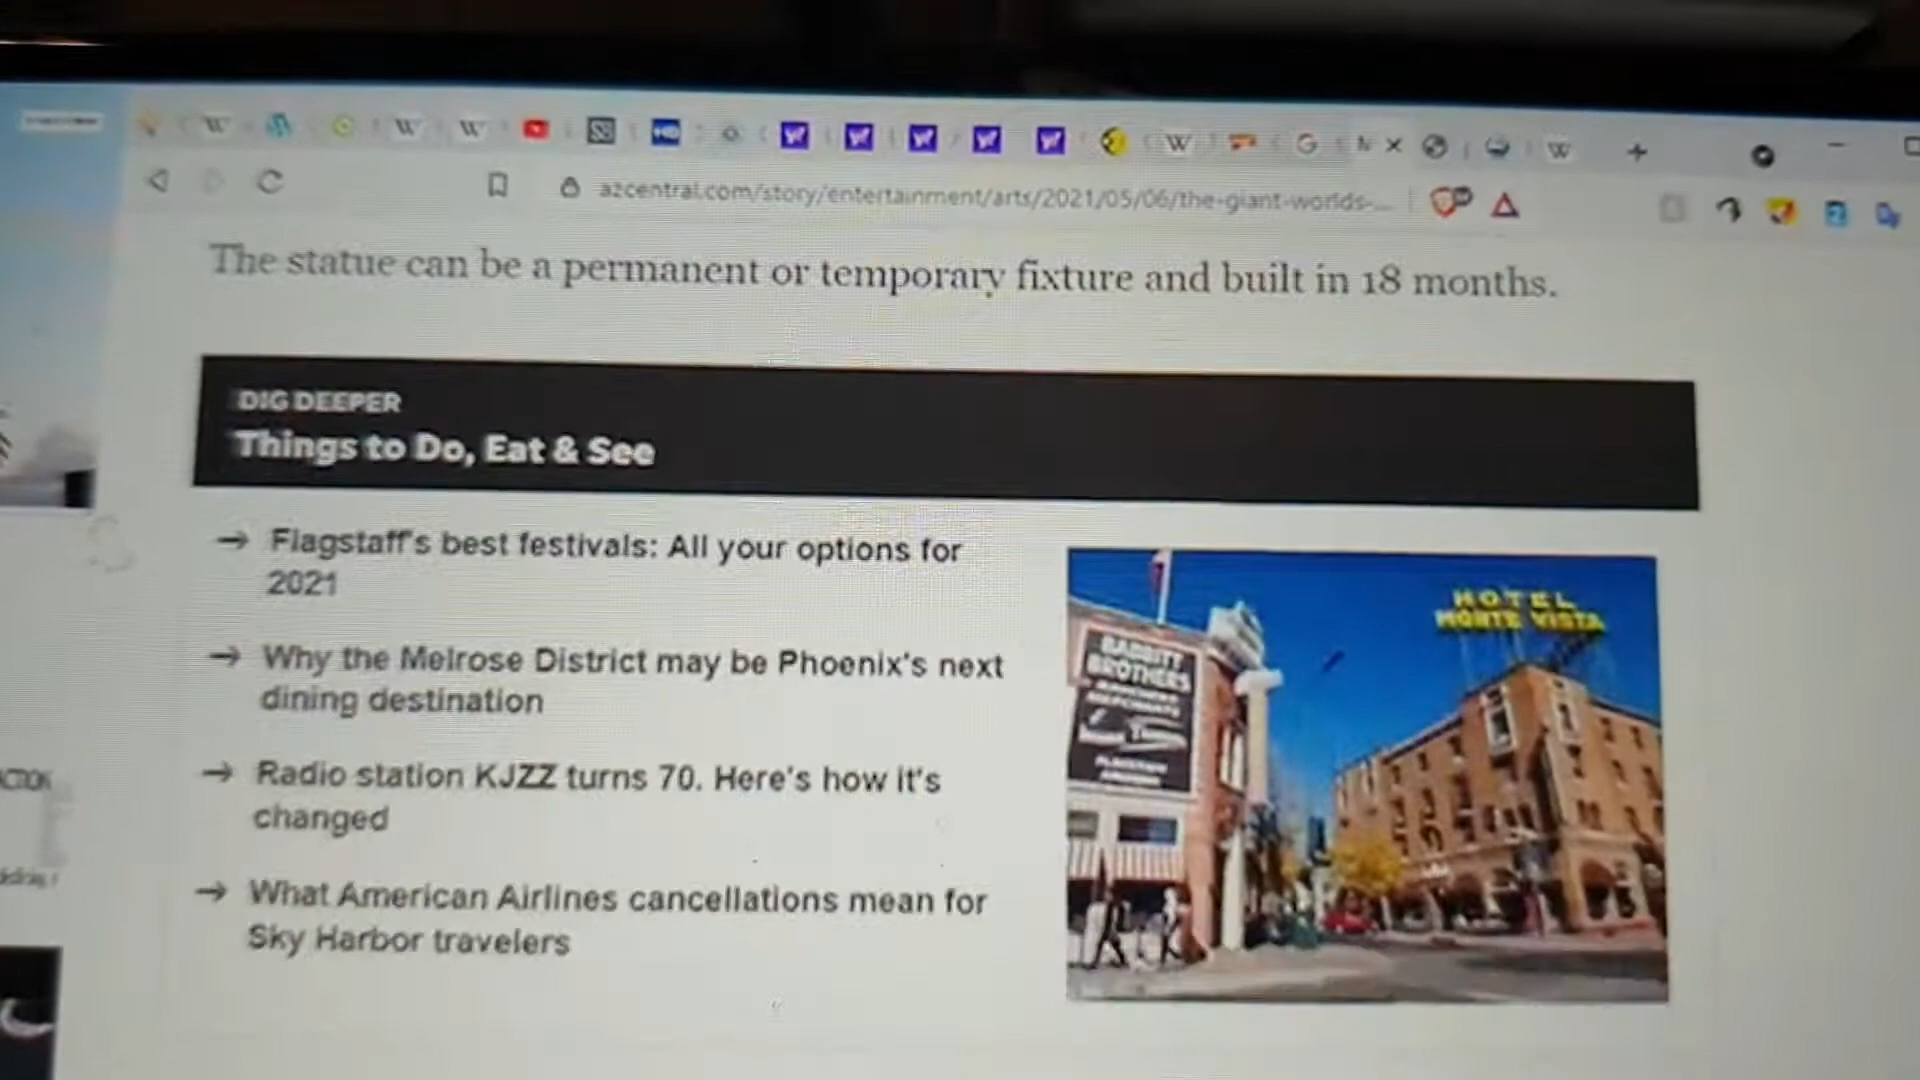 azcentral.com/story/entertainment/arts/2021/05/06/the-giant-worlds-...
The statue can be a permanent or temporary fixture and built in 18 months.
DIG DEEPER
Things to Do, Eat & See
→ Flagstaff's best festivals: All your options for
2021
→ Why the Melrose District may be Phoenix's next
dining destination
→ Radio station KJZZ turns 70. Here's how it's
changed
→ What American Airlines cancellations mean for
Sky Harbor travelers
HOTEL
MONTE VISTA
BABBITT
BROTHERS